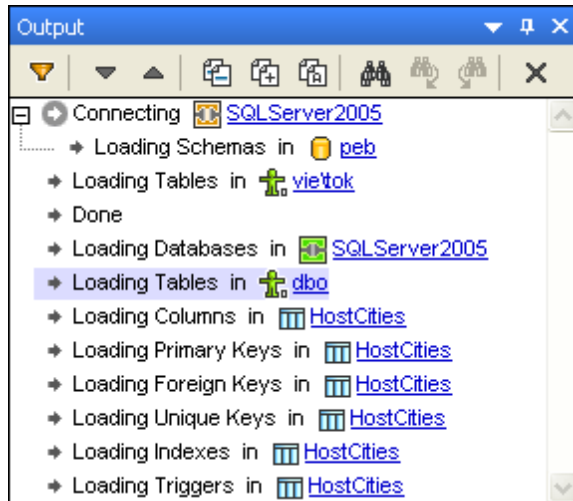 Output
Connecting SQLServer2005
Loading Schemas in peb
Loading Tables in vie'ttok
Done
Loading Databases in SQLServer2005
Loading Tables in dbo
Loading Columns in HostCities
Loading Primary Keys in HostCities
Loading Foreign Keys in HostCities
Loading Unique Keys in HostCities
Loading Indexes in HostCities
Loading Triggers in HostCities